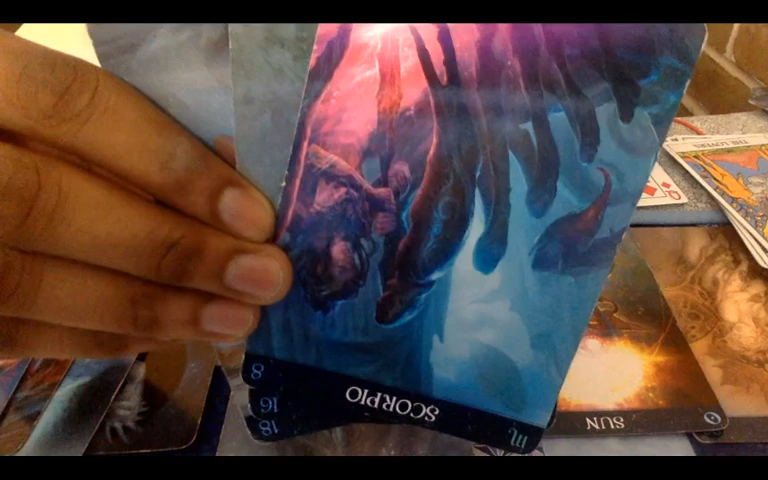 THE LOVERS
Q
8
SCORPIO
16
18
♏
SUN